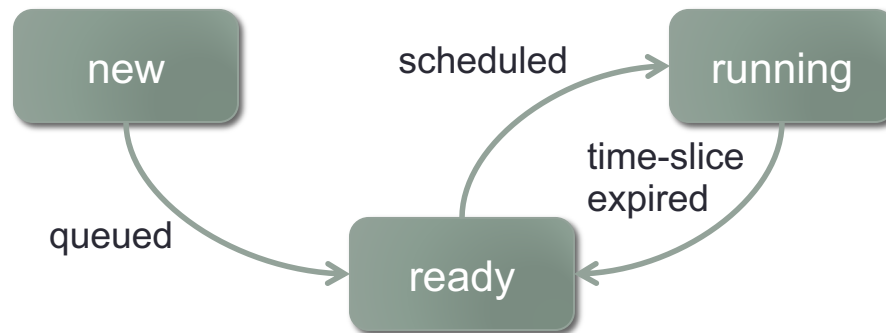 new
scheduled
running
time-slice
expired
queued
ready